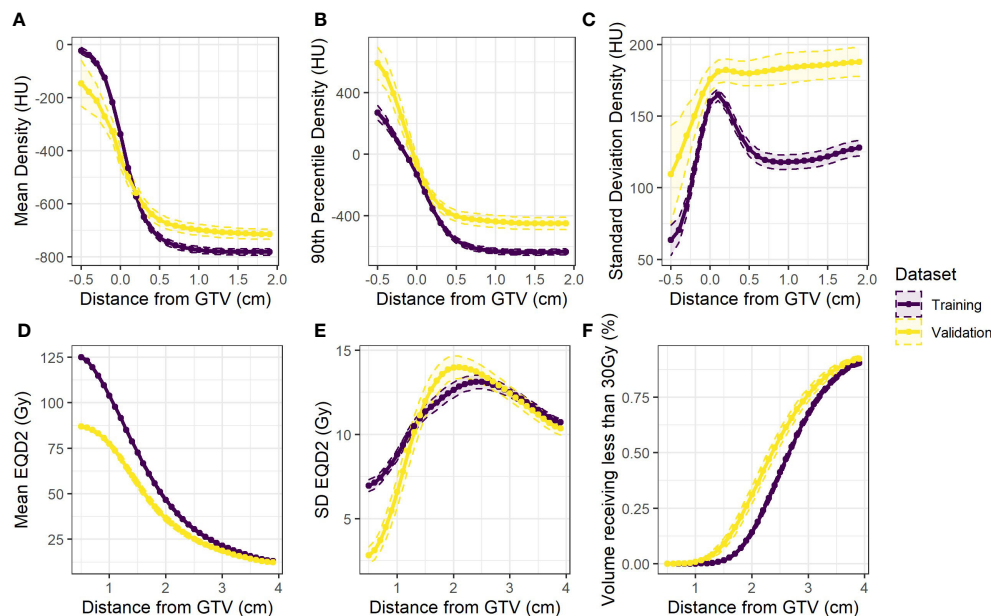 A
B
C
Mean Density (HU)
0
-200
-400
-600
-800
-0.5
0.0
0.5
1.0
1.5
2.0
Distance from GTV (cm)
90th Percentile Density (HU)
400
0
-400
-0.5
0.0
0.5
1.0
1.5
2.0
Distance from GTV (cm)
Standard Deviation Density (HU)
200
150
100
50
-0.5
0.0
0.5
1.0
1.5
2.0
Distance from GTV (cm)
Dataset
Training
Validation
D
E
F
Mean EQD2 (Gy)
125
100
75
50
25
1
2
3
4
Distance from GTV (cm)
SD EQD2 (Gy)
15
10
5
1
2
3
4
Distance from GTV (cm)
Volume receiving less than 30Gy (%)
0.75
0.50
0.25
0.00
1
2
3
4
Distance from GTV (cm)